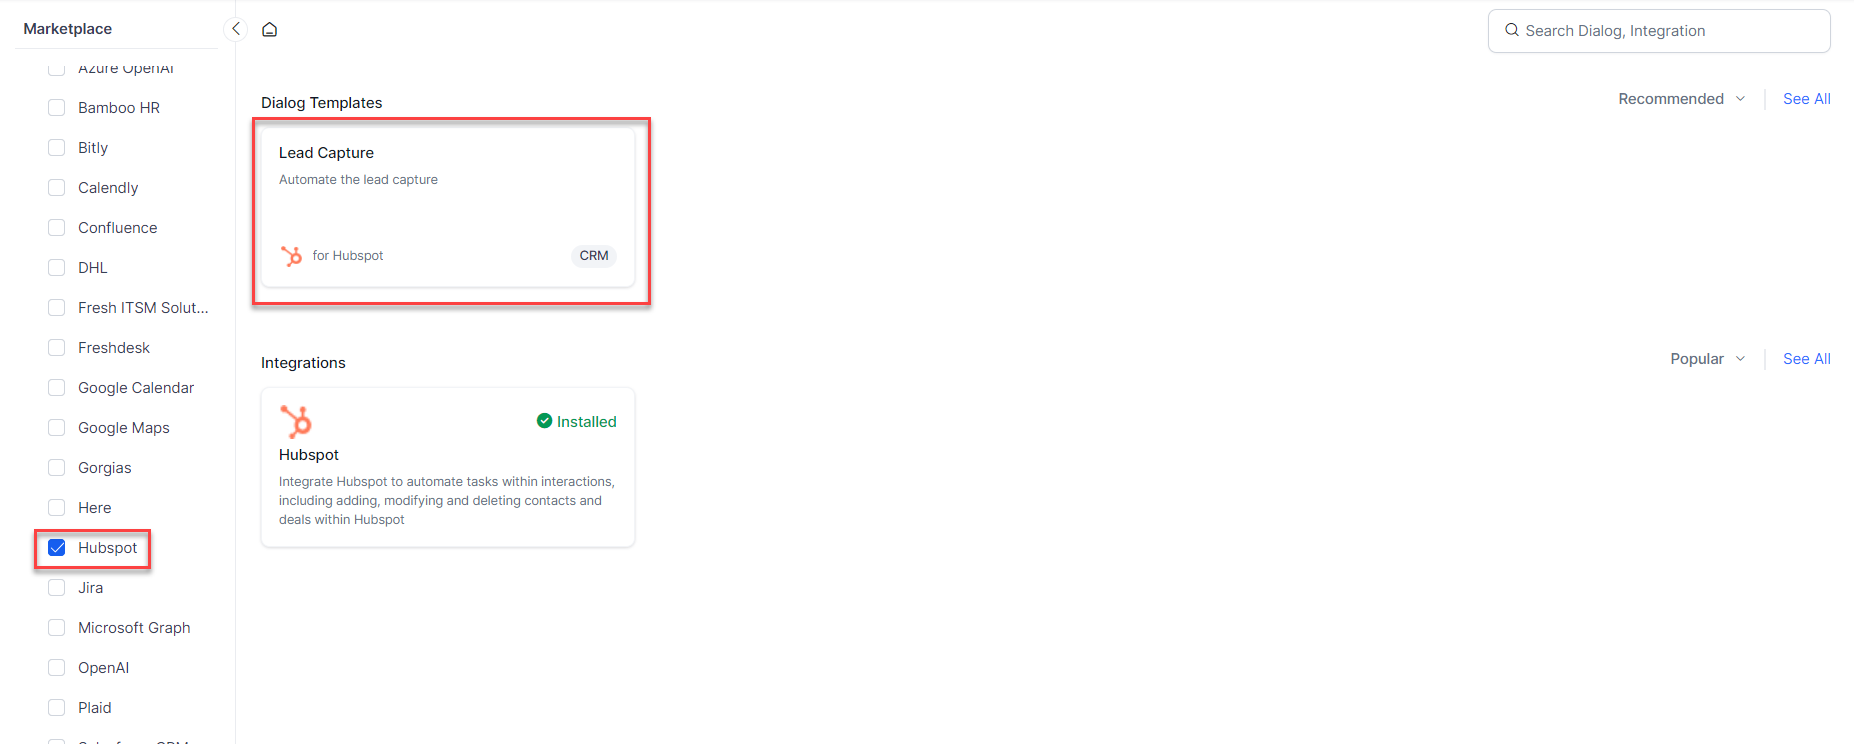 Marketplace
Search Dialog, Integration
Azure OpenAI
Bamboo HR
Bitly
Calendly
Confluence
DHL
Fresh ITSM Solut...
Freshdesk
Google Calendar
Google Maps
Gorgias
Here
Hubspot
Jira
Microsoft Graph
OpenAI
Plaid
Salesforce CRM
Dialog Templates
Recommended
See All
Lead Capture
Automate the lead capture
for Hubspot
CRM
Integrations
Popular
See All
Installed
Hubspot
Integrate Hubspot to automate tasks within interactions,
including adding, modifying and deleting contacts and
deals within Hubspot